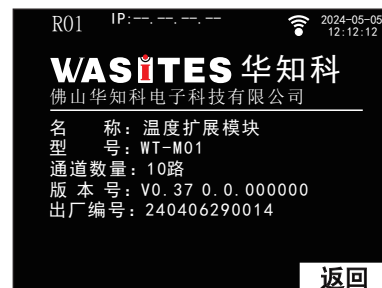 R01 IP:--.--.--.-- 2024-05-05
12:12:12
WASiTES 华知科
佛山华知科电子科技有限公司
名 称：温度扩展模块
型 号：WT-M01
通道数量：10路
版 本 号：V0.37 0.0.000000
出厂编号：240406290014
返回